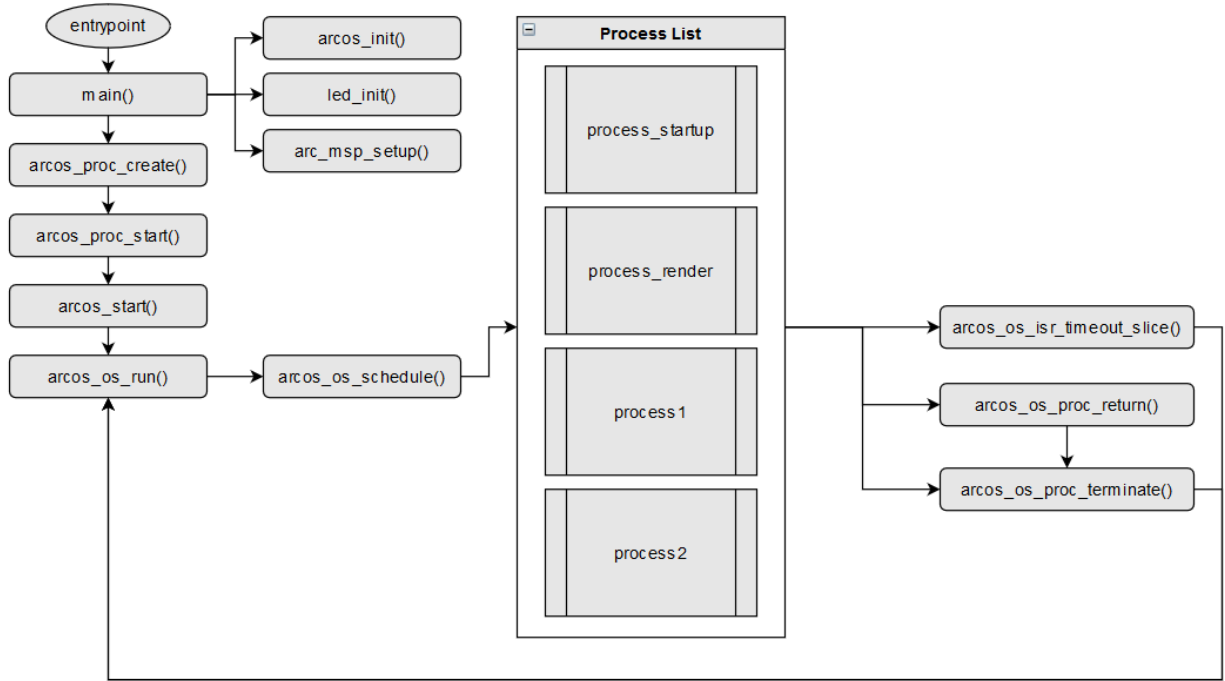 entrypoint
main()
arcos_proc_create()
arcos_proc_start()
arcos_start()
arcos_os_run()
arcos_init()
led_init()
arc_msp_setup()
arcos_os_schedule()
Process List
process_startup
process_render
process1
process2
arcos_os_isr_timeout_slice()
arcos_os_proc_return()
arcos_os_proc_terminate()